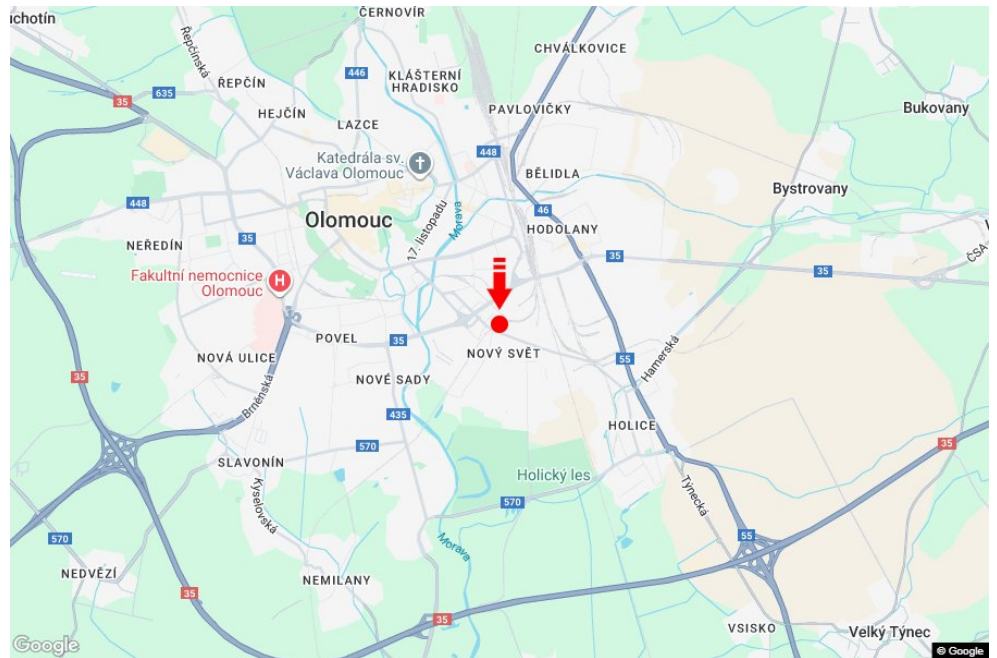 uchotín
ČERNOVÍR
Řepčínská
CHVÁLKOVICE
446
KLÁŠTERNÍ
HRADISKO
ŘEPČÍN
35
635
HEJČÍN
PAVLOVIČKY
Bukovany
LAZCE
448
Katedrála sv.
Václava Olomouc
BĚLIDLA
Bystrovany
448
Olomouc
17. listopadu
Morava
46
HODOLANY
NEŘEDÍN
35
35
35
ČSA
Fakultní nemocnice
Olomouc
H
POVEL
35
NOVÝ SVĚT
NOVÁ ULICE
55
Hamerská
35
NOVÉ SADY
Brněnská
435
HOLICE
570
35
SLAVONÍN
Holický les
Kyselovská
570
Týnecká
570
Morava
55
NEDVĚZÍ
NEMILANY
35
35
VSISKO
Velký Týnec
Google
© Google